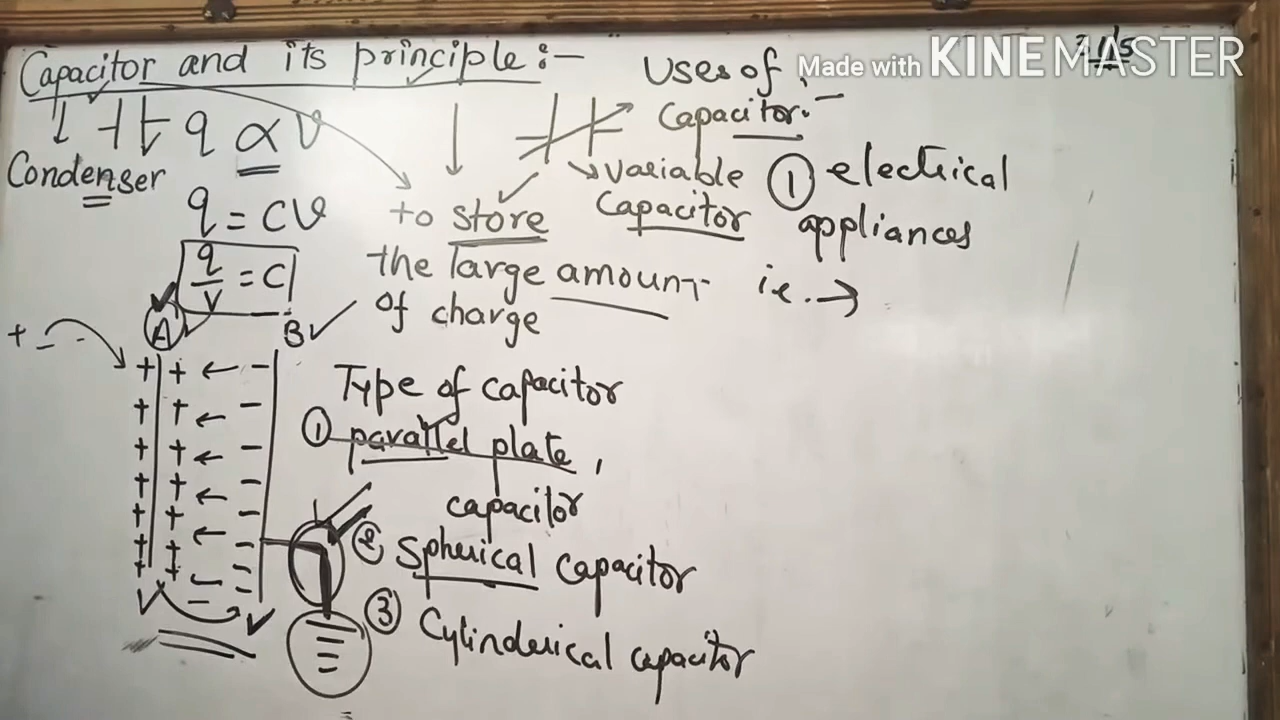 Capacitor and its principle:-
q ∝ V
Condenser
q = CV
q/V = C
A B
to store
the large amount
of charge
variable
Capacitor
Uses of
Capacitor:-
① electrical
appliances
i.e. →
Type of capacitor
① parallel plate,
capacitor
② Spherical capacitor
③ Cylinderical capacitor
Made with KINEMASTER